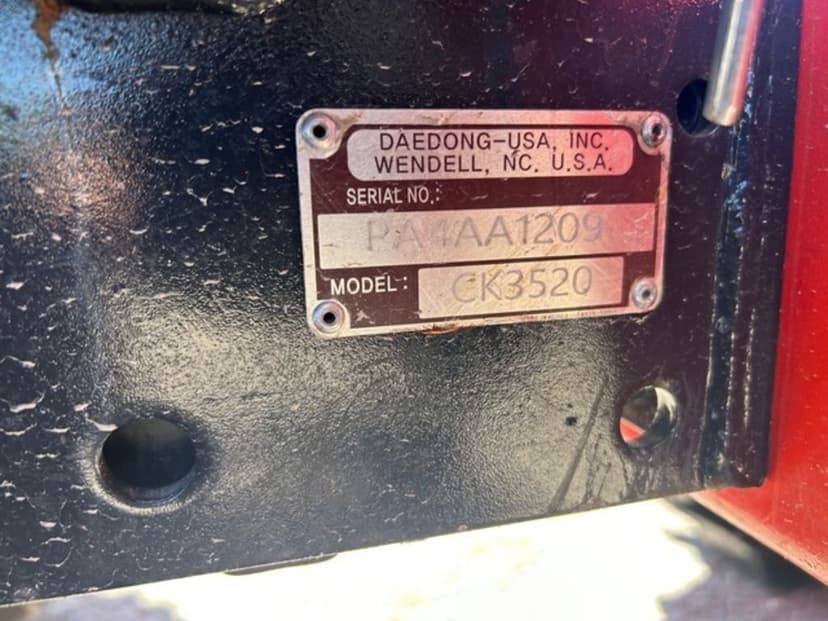 DAEDONG-USA, INC.
WENDELL, NC. U.S.A.
SERIAL NO.:
PA4AA1209
MODEL: CK3520